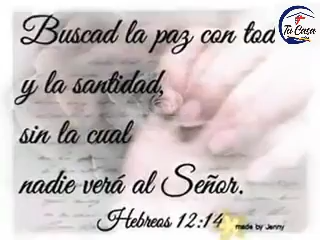 Buscad la paz con tod
y la santidad,
sin la cual
nadie verá al Señor.
Hebreos 12:14
made by Jenny
Tu Casa